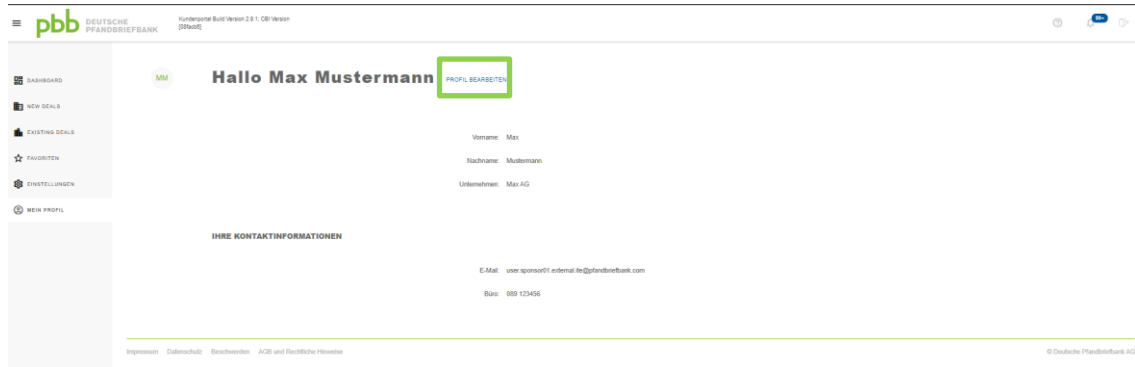 pbb DEUTSCHE
PFANDBRIEFBANK
Kundenportal Build Version 2.9.1; CBI Version
99+
DASHBOARD
NEW DEALS
EXISTING DEALS
FAVORITEN
EINSTELLUNGEN
MEIN PROFIL
MM
Hallo Max Mustermann
PROFIL BEARBEITEN
Vorname: Max
Nachname: Mustermann
Unternehmen: Max AG
IHRE KONTAKTINFORMATIONEN
E-Mail: user.sponsor01.external.ite@pfandbriefbank.com
Büro: 089 123456
Impressum Datenschutz Beschwerden AGB und Rechtliche Hinweise
© Deutsche Pfandbriefbank AG